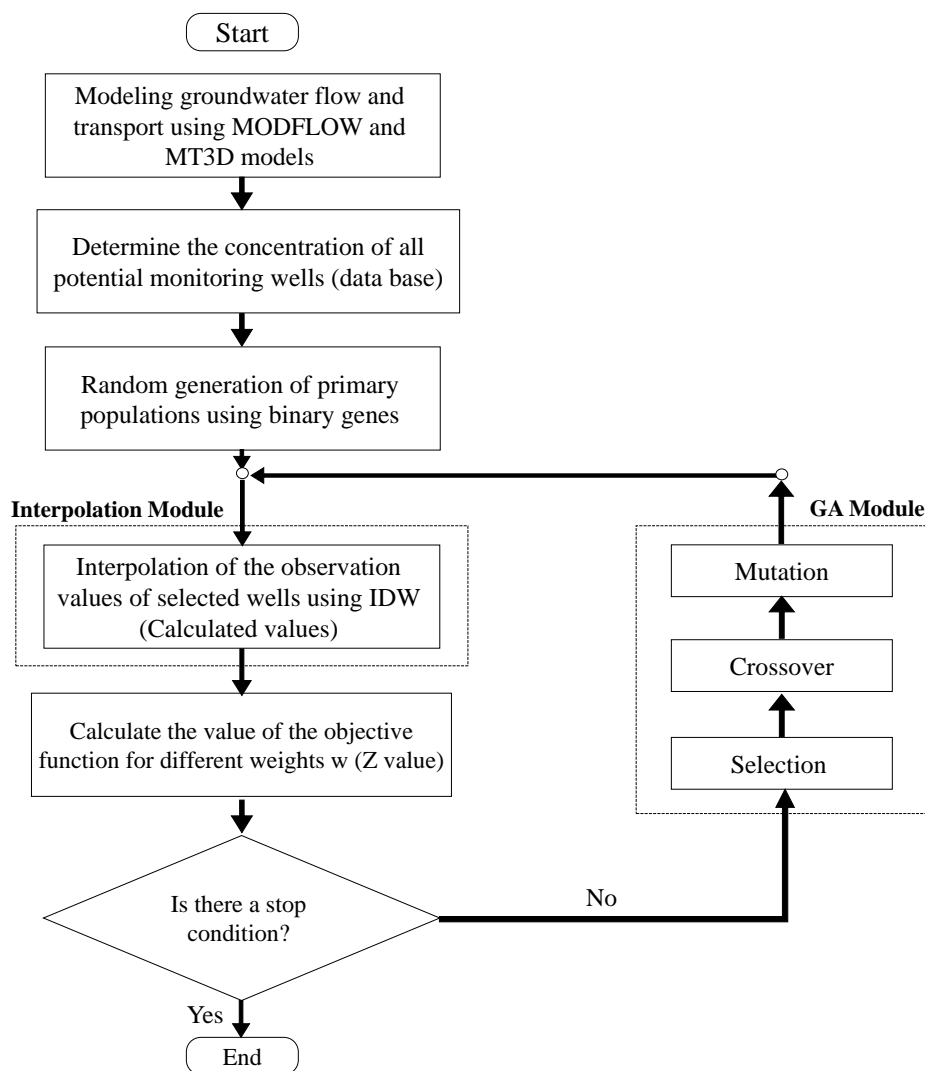 Start
Modeling groundwater flow and
transport using MODFLOW and
MT3D models
Determine the concentration of all
potential monitoring wells (data base)
Random generation of primary
populations using binary genes
Interpolation Module
Interpolation of the observation
values of selected wells using IDW
(Calculated values)
Calculate the value of the objective
function for different weights w (Z value)
Is there a stop
condition?
Yes
End
No
GA Module
Mutation
Crossover
Selection